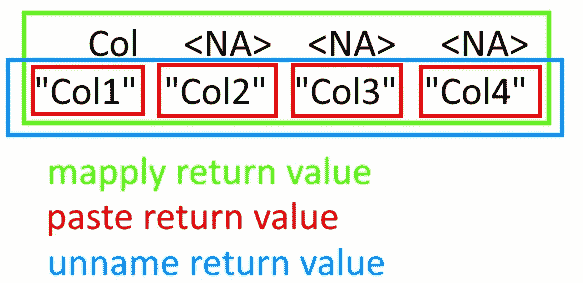 Col <NA> <NA> <NA>
"Col1" "Col2" "Col3" "Col4"
mapply return value
paste return value
unname return value